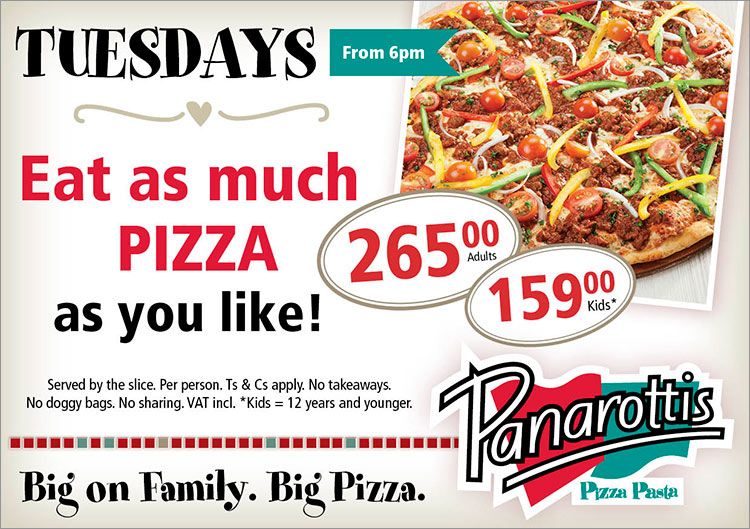 TUESDAYS
From 6pm
Eat as much
PIZZA
as you like!
26500
Adults
15900
Kids*
Served by the slice. Per person. Ts & Cs apply. No takeaways.
No doggy bags. No sharing. VAT incl. *Kids = 12 years and younger.
Panarottis
Pizza Pasta
Big on Family. Big Pizza.